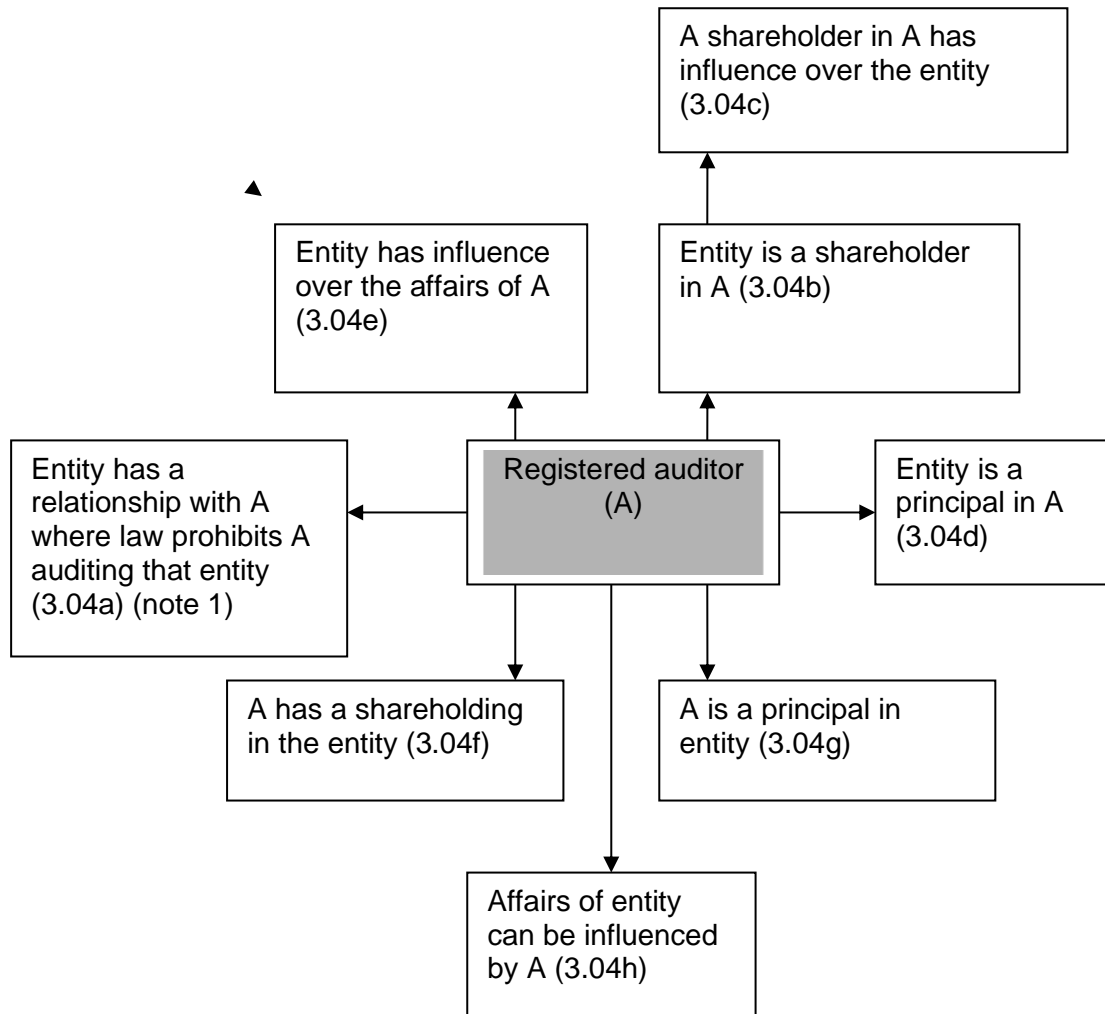 A shareholder in A has
influence over the entity
(3.04c)
Entity has influence
over the affairs of A
(3.04e)
Entity is a shareholder
in A (3.04b)
Entity has a
relationship with A
where law prohibits A
auditing that entity
(3.04a) (note 1)
Registered auditor
(A)
Entity is a
principal in A
(3.04d)
A has a shareholding
in the entity (3.04f)
A is a principal in
entity (3.04g)
Affairs of entity
can be influenced
by A (3.04h)